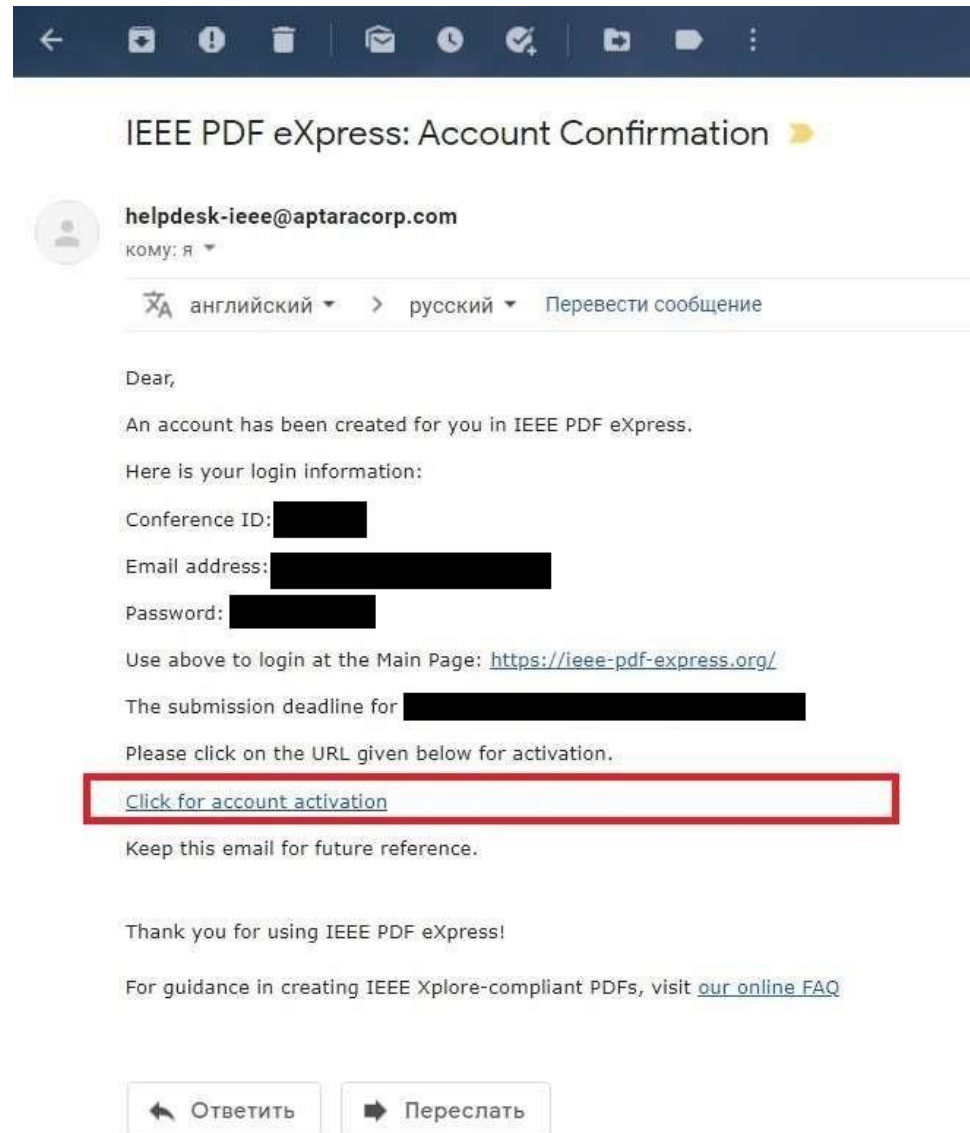 IEEE PDF eXpress: Account Confirmation
helpdesk-ieee@aptaracorp.com
кому: я
английский > русский Перевести сообщение
Dear,
An account has been created for you in IEEE PDF eXpress.
Here is your login information:
Conference ID:
Email address:
Password:
Use above to login at the Main Page: https://ieee-pdf-express.org/
The submission deadline for
Please click on the URL given below for activation.
Click for account activation
Keep this email for future reference.
Thank you for using IEEE PDF eXpress!
For guidance in creating IEEE Xplore-compliant PDFs, visit our online FAQ
Ответить Переслать